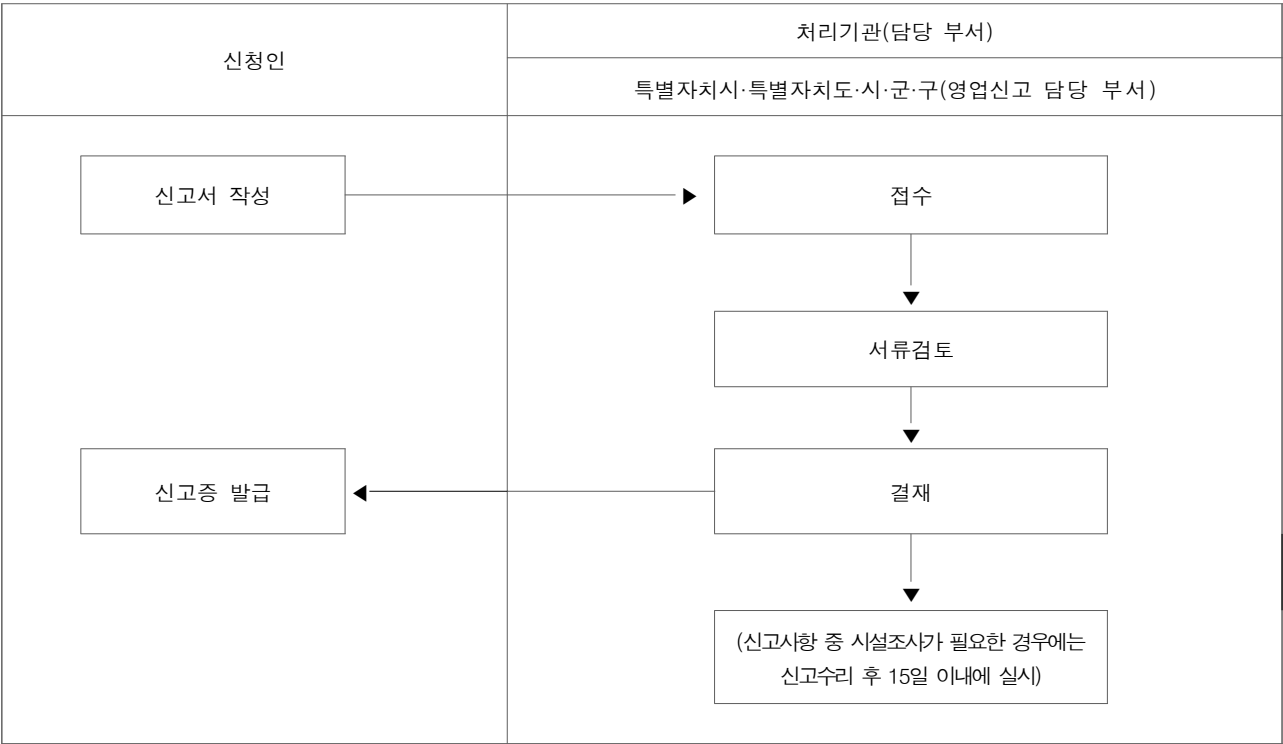 신청인
처리기관(담당 부서)
특별자치시·특별자치도·시·군·구(영업신고 담당 부서)
신고서 작성
접수
서류검토
신고증 발급
결재
(신고사항 중 시설조사가 필요한 경우에는
신고수리 후 15일 이내에 실시)